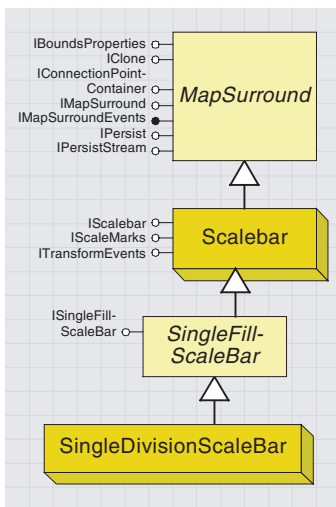 IBoundsProperties
IClone
IConnectionPoint-
Container
IMapSurround
IMapSurroundEvents
IPersist
IPersistStream
MapSurround
IScalebar
IScaleMarks
ITransformEvents
Scalebar
ISingleFill-
ScaleBar
SingleFill-
ScaleBar
SingleDivisionScaleBar